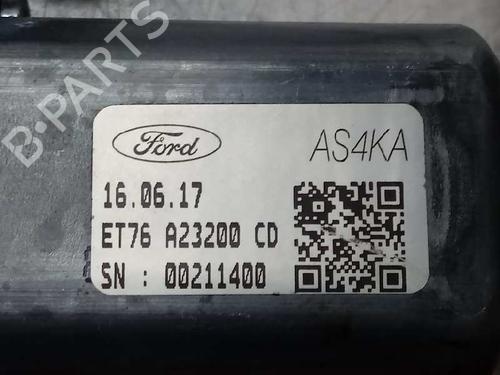 B-PARTS
Ford AS4KA
16.06.17
ET76 A23200 CD
SN : 00211400